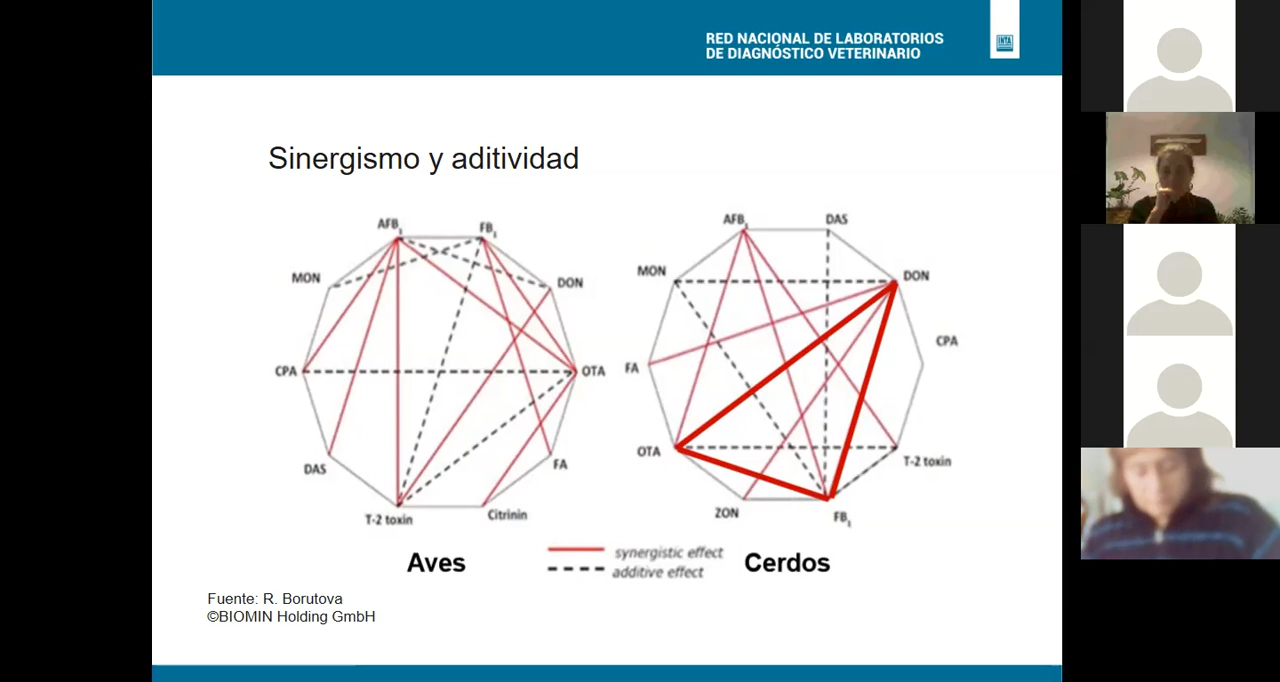 RED NACIONAL DE LABORATORIOS
DE DIAGNÓSTICO VETERINARIO
INTA
Sinergismo y aditividad
AFB1
FB1
MON
DON
CPA
OTA
DAS
FA
T-2 toxin
Citrinin
Aves
AFB1
DAS
MON
DON
CPA
FA
OTA
T-2 toxin
ZON
FB1
Cerdos
synergistic effect
additive effect
Fuente: R. Borutova
©BIOMIN Holding GmbH